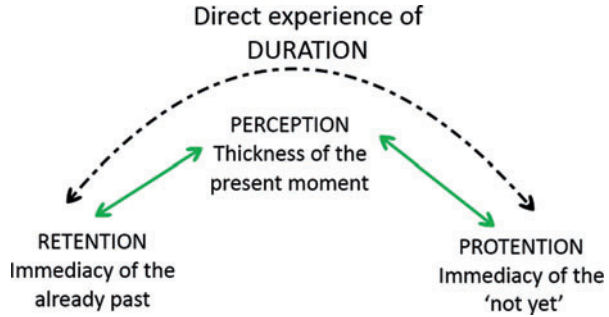 Direct experience of
DURATION
PERCEPTION
Thickness of the
present moment
RETENTION
Immediacy of the
already past
PROTENTION
Immediacy of the
‘not yet’